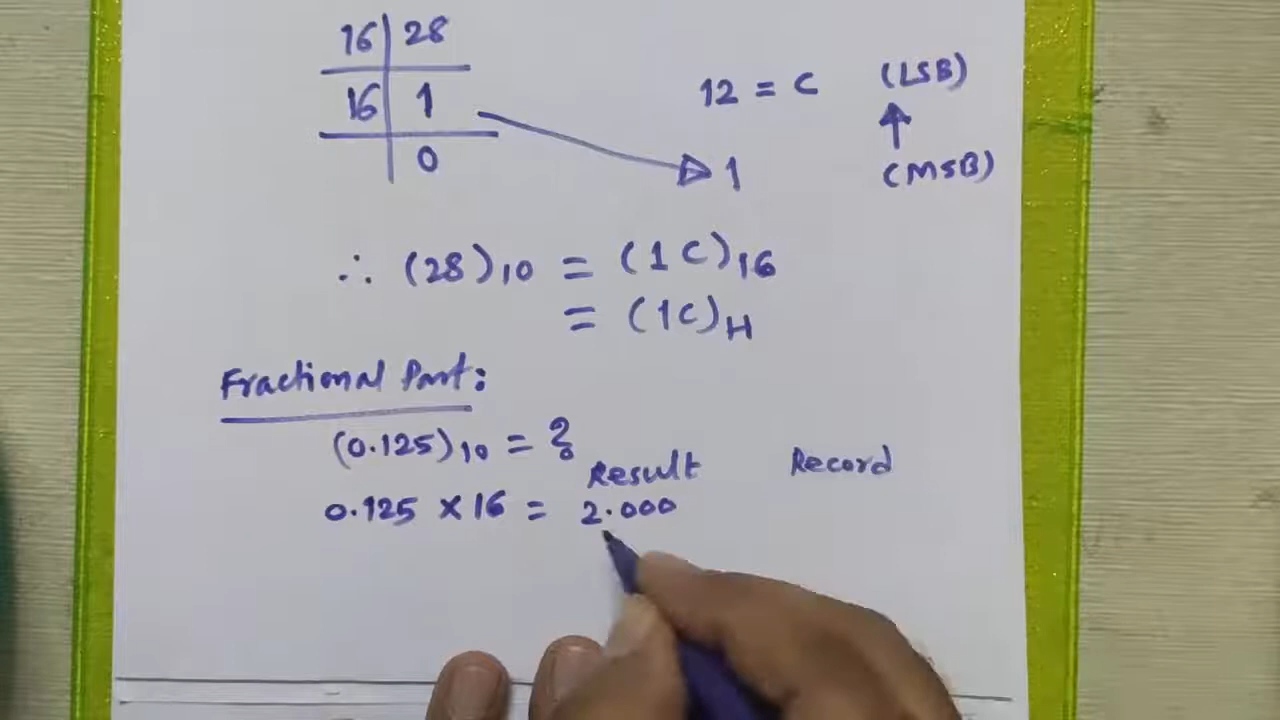 16 | 28
16 | 1 12 = C (LSB)
0 1 (MSB)
∴ (28)10 = (1C)16
= (1C)H
Fractional Part:
(0.125)10 = ?
Result Record
0.125 × 16 = 2.000